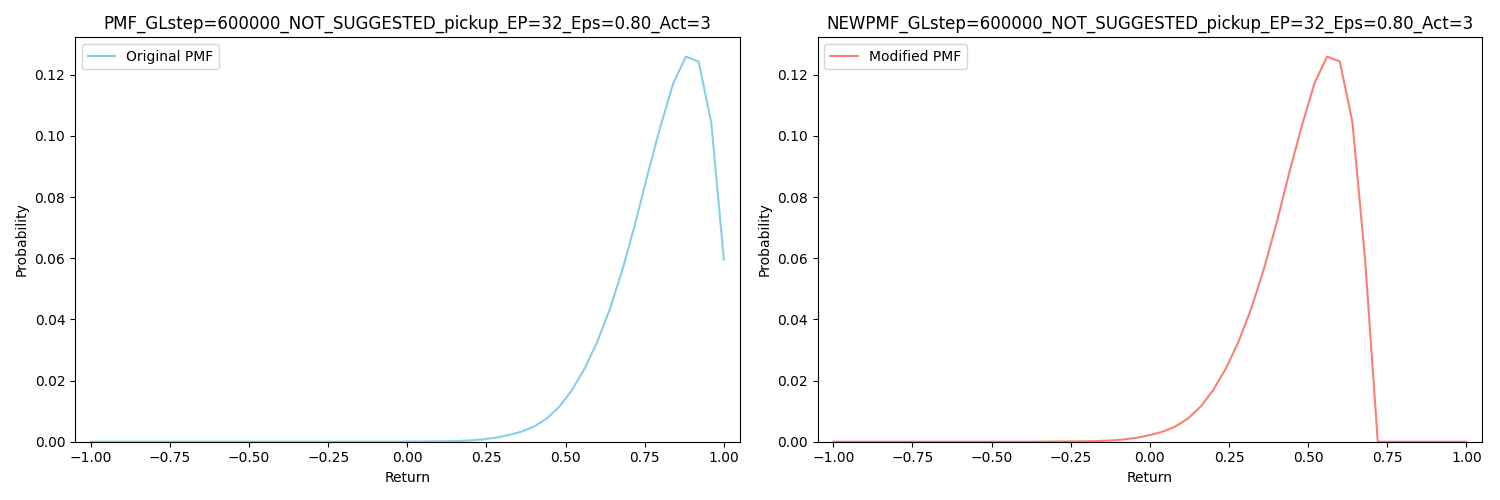 PMF_GLstep=600000_NOT_SUGGESTED_pickup_EP=32_Eps=0.80_Act=3
Original PMF
Probability
0.12
0.10
0.08
0.06
0.04
0.02
0.00
−1.00 −0.75 −0.50 −0.25 0.00 0.25 0.50 0.75 1.00
Return
NEWPMF_GLstep=600000_NOT_SUGGESTED_pickup_EP=32_Eps=0.80_Act=3
Modified PMF
Probability
0.12
0.10
0.08
0.06
0.04
0.02
0.00
−1.00 −0.75 −0.50 −0.25 0.00 0.25 0.50 0.75 1.00
Return